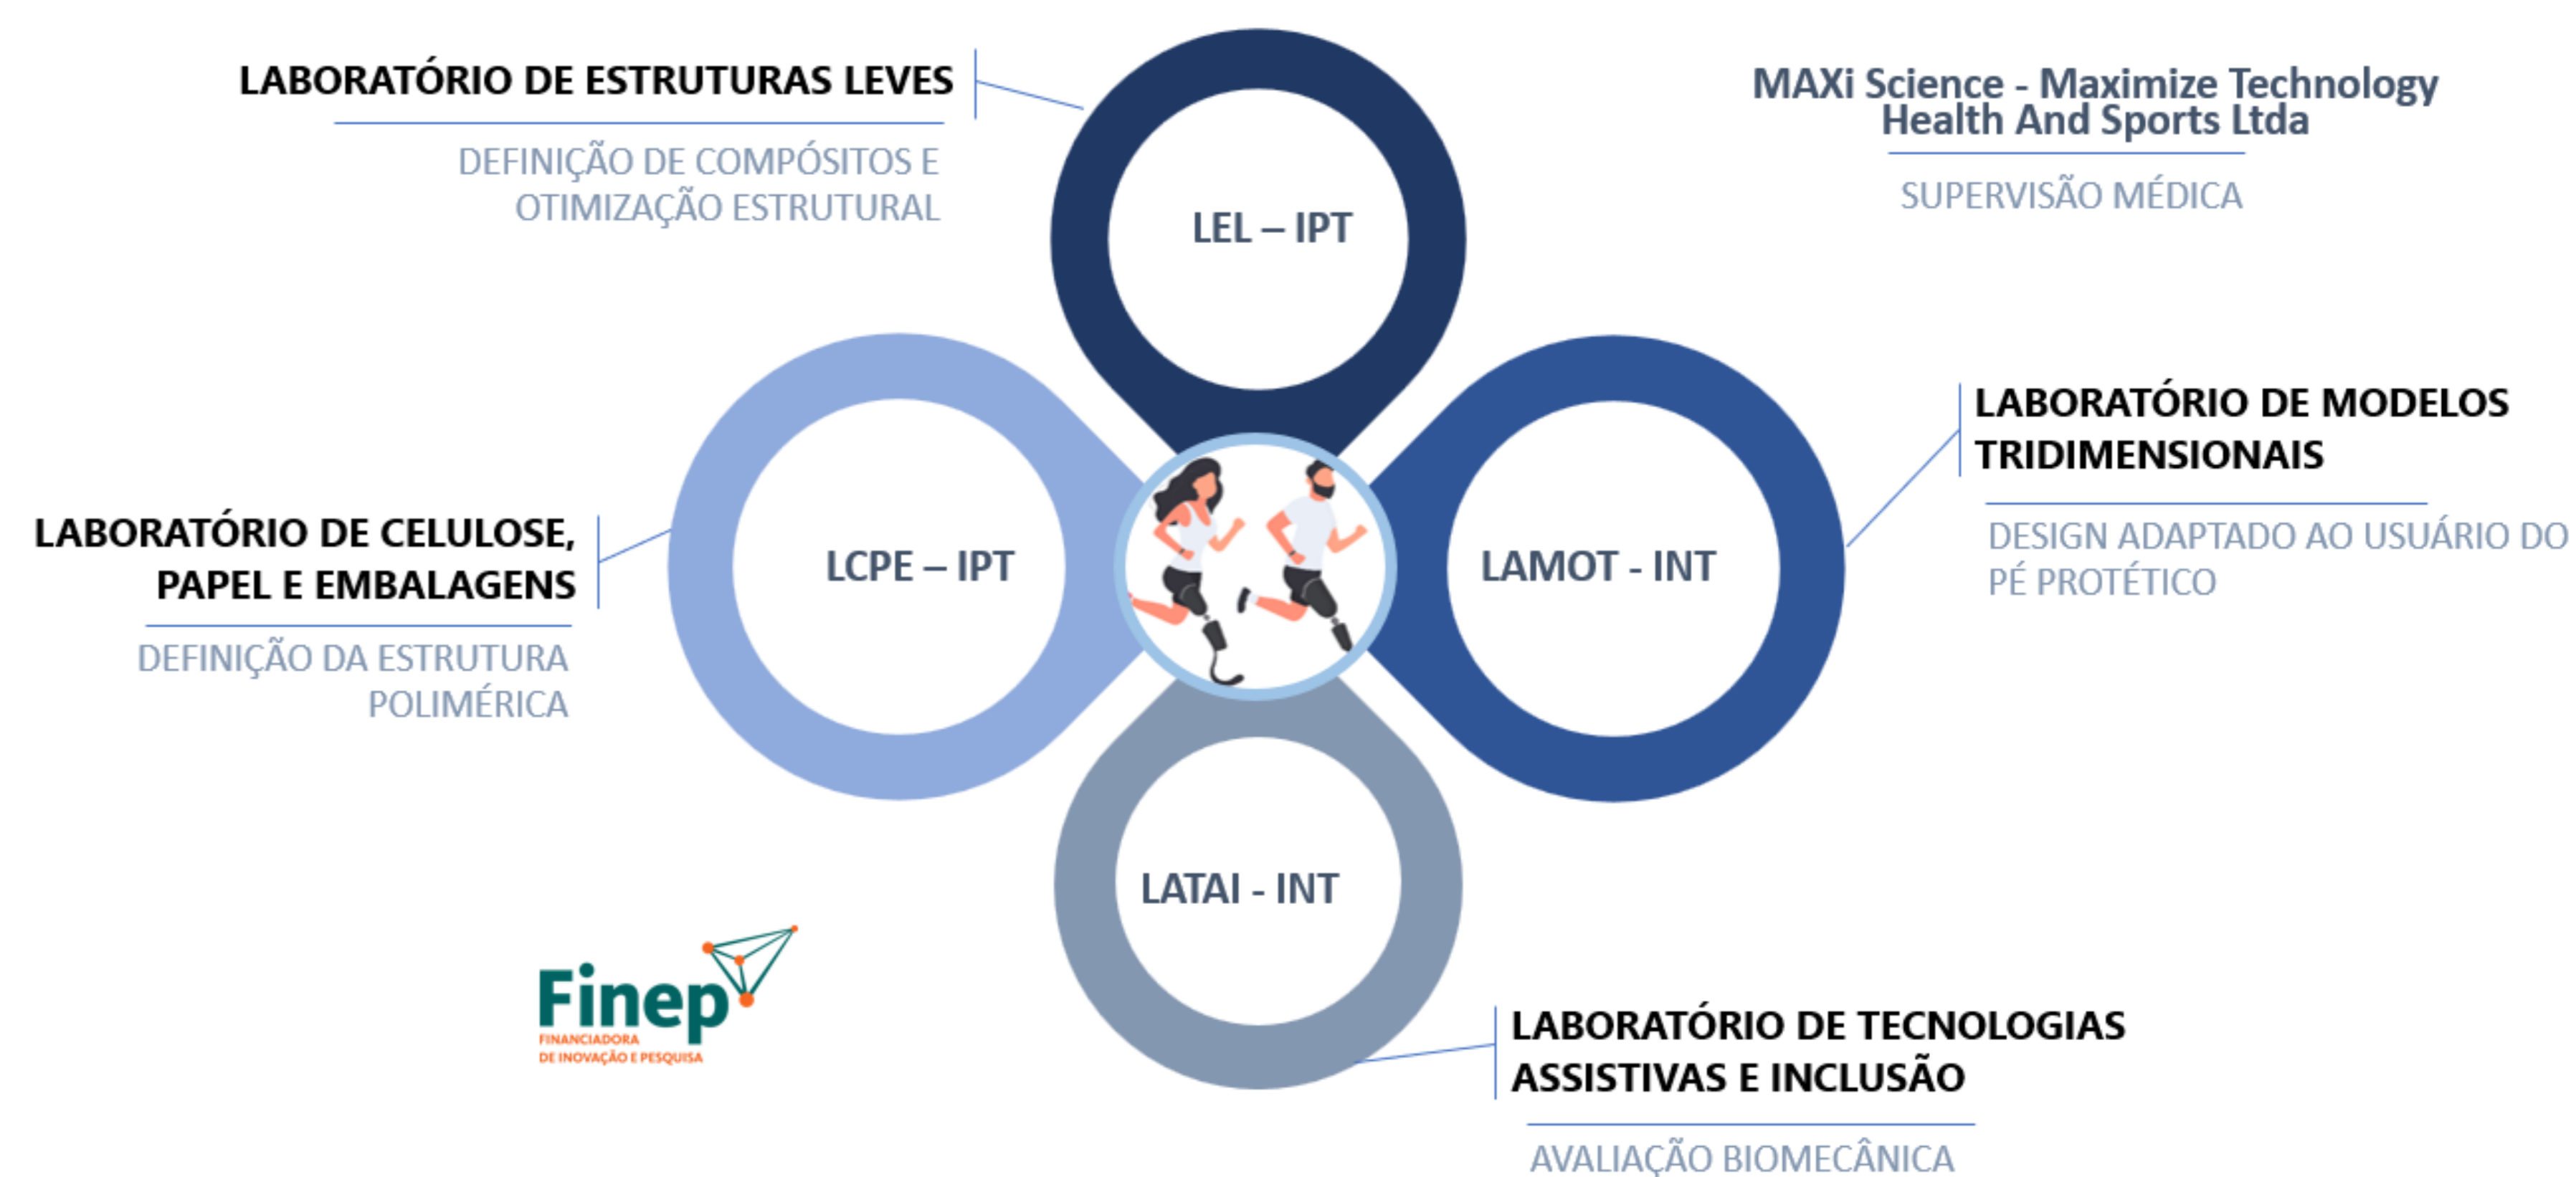 LABORATÓRIO DE ESTRUTURAS LEVES
DEFINIÇÃO DE COMPÓSITOS E
OTIMIZAÇÃO ESTRUTURAL
MAXi Science - Maximize Technology
Health And Sports Ltda
SUPERVISÃO MÉDICA
LEL – IPT
LABORATÓRIO DE MODELOS
TRIDIMENSIONAIS
DESIGN ADAPTADO AO USUÁRIO DO
PÉ PROTÉTICO
LABORATÓRIO DE CELULOSE,
PAPEL E EMBALAGENS
DEFINIÇÃO DA ESTRUTURA
POLIMÉRICA
LCPE – IPT
LAMOT - INT
LATAI - INT
Finep
FINANCIADORA
DE INOVAÇÃO E PESQUISA
LABORATÓRIO DE TECNOLOGIAS
ASSISTIVAS E INCLUSÃO
AVALIAÇÃO BIOMECÂNICA